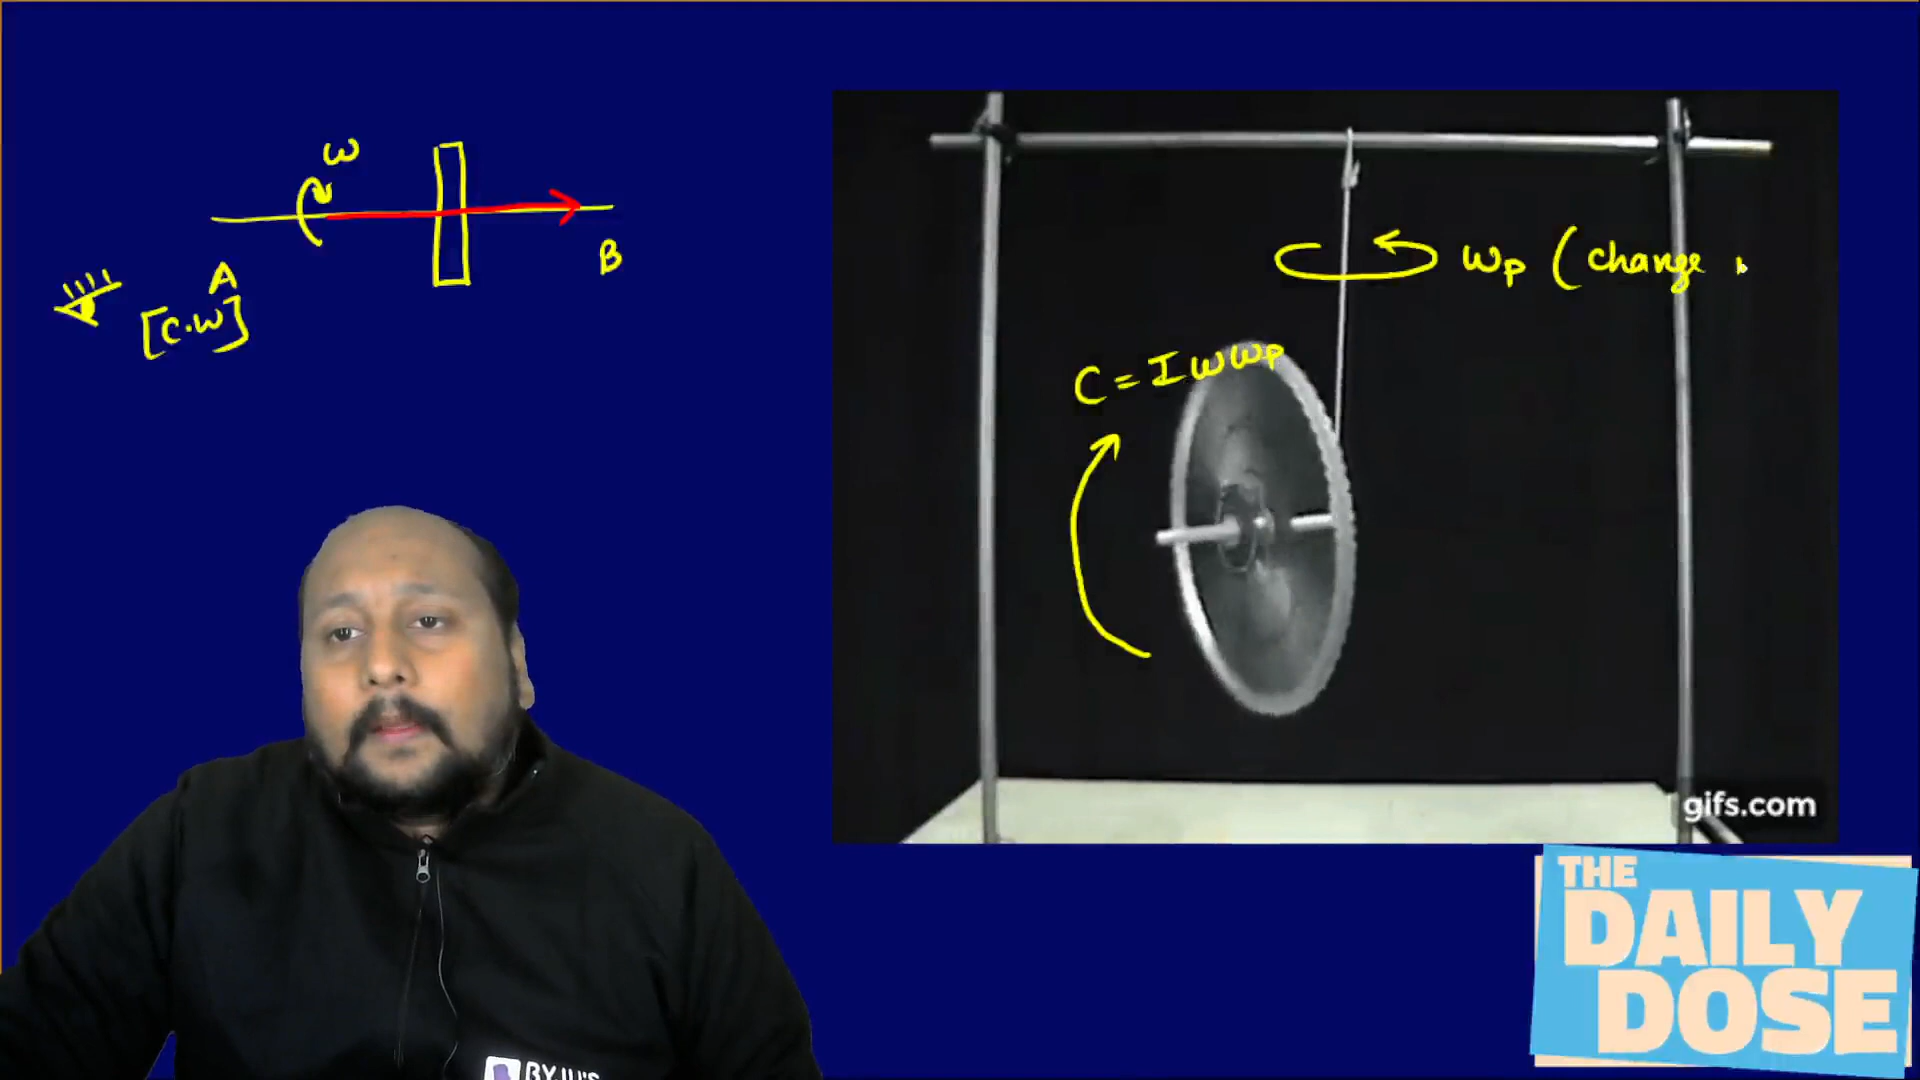 ω
A
B
[C.W]
ωp (change
C = Iωωp
gifs.com
THE
DAILY
DOSE
BYJU'S